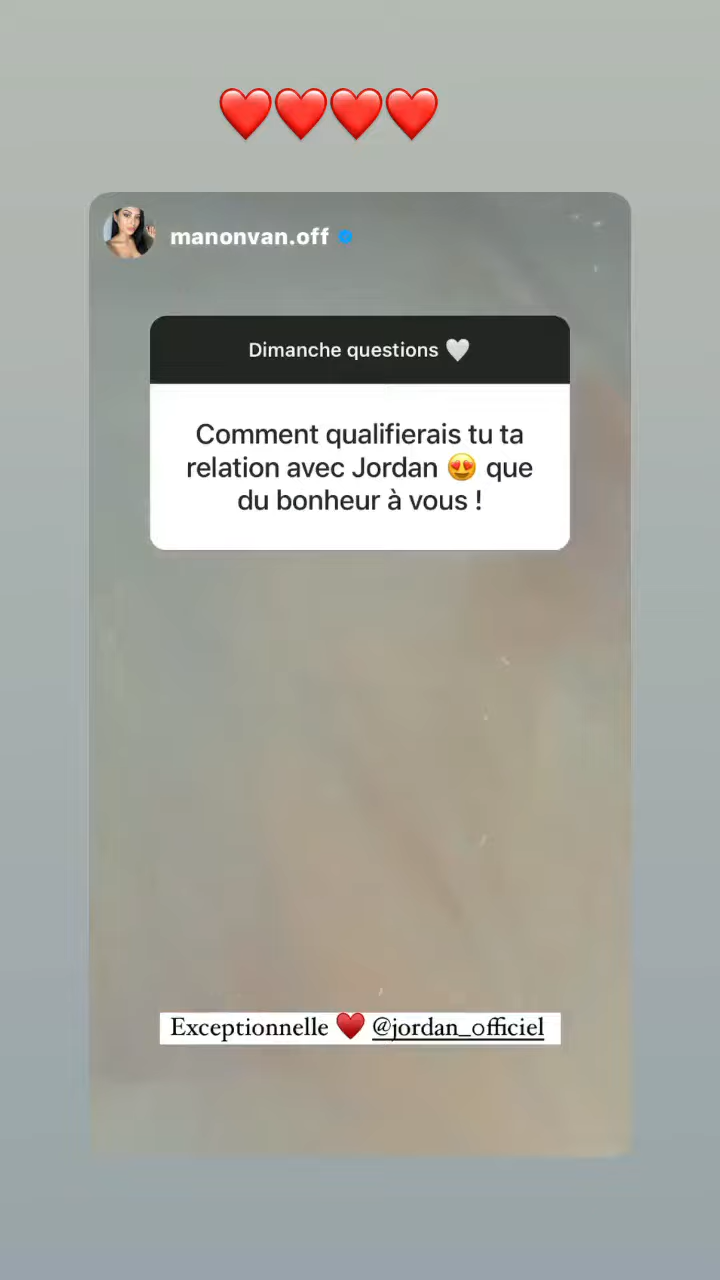 ❤️❤️❤️❤️
manonvan.off
Dimanche questions 🤍
Comment qualifierais tu ta
relation avec Jordan 😍 que
du bonheur à vous !
Exceptionnelle ♥️ @jordan_officiel